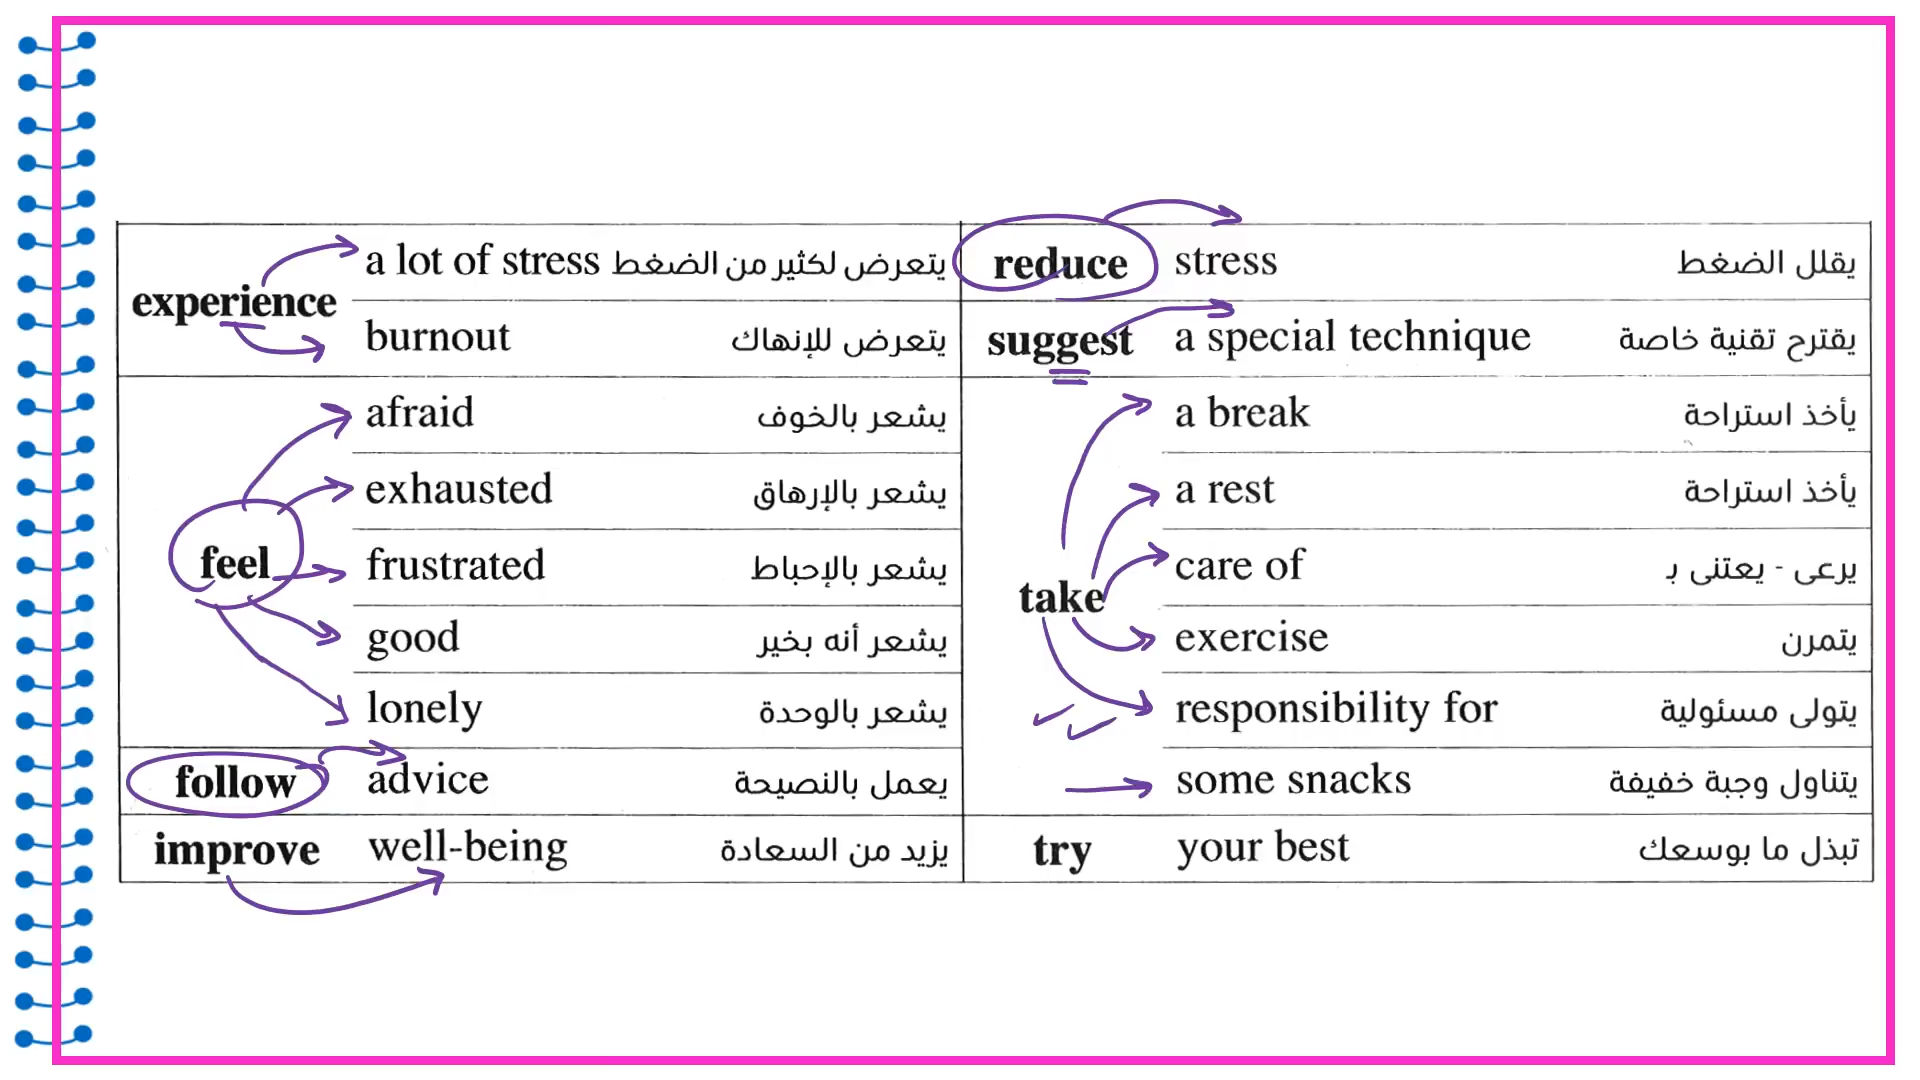 experience
a lot of stress يتعرض لكثير من الضغط
burnout يتعرض للإنهاك
feel
afraid يشعر بالخوف
exhausted يشعر بالإرهاق
frustrated يشعر بالإحباط
good يشعر أنه بخير
lonely يشعر بالوحدة
follow advice يعمل بالنصيحة
improve well-being يزيد من السعادة
reduce stress يقلل الضغط
suggest a special technique يقترح تقنية خاصة
take
a break يأخذ استراحة
a rest يأخذ استراحة
care of يرعى - يعتنى بـ
exercise يتمرن
responsibility for يتولى مسئولية
some snacks يتناول وجبة خفيفة
try your best تبذل ما بوسعك